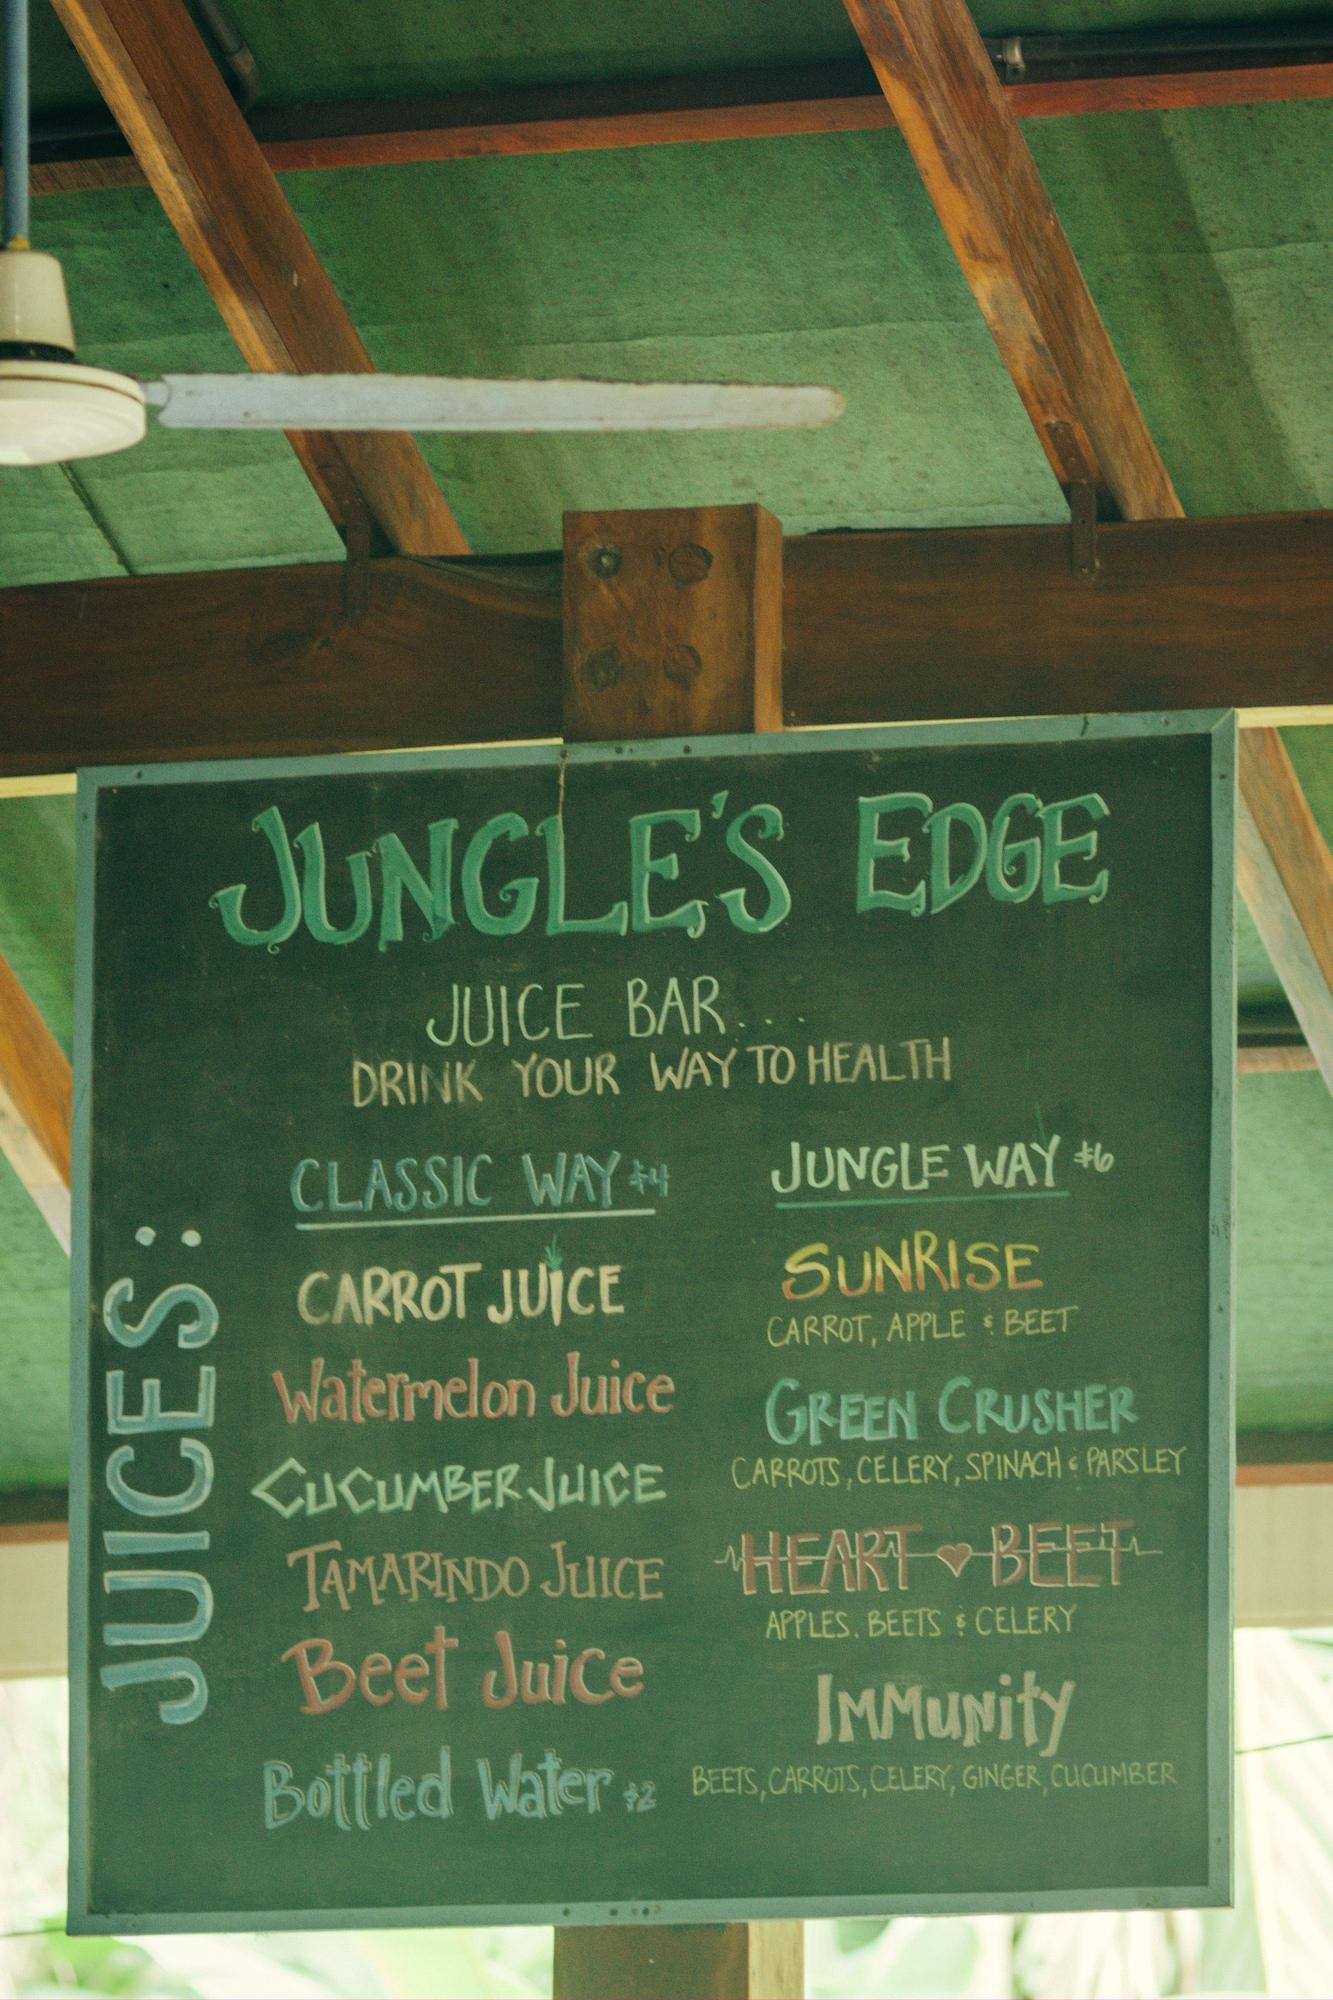 JUNGLE'S EDGE
JUICE BAR...
DRINK YOUR WAY TO HEALTH
JUICES:
CLASSIC WAY $4
CARROT JUICE
Watermelon Juice
CUCUMBER JUICE
TAMARINDO JUICE
Beet Juice
Bottled Water $2
JUNGLE WAY $6
SUNRISE
CARROT, APPLE & BEET
GREEN CRUSHER
CARROTS, CELERY, SPINACH & PARSLEY
HEART ♥ BEET
APPLES. BEETS & CELERY
IMMUNITY
BEETS, CARROTS, CELERY, GINGER, CUCUMBER